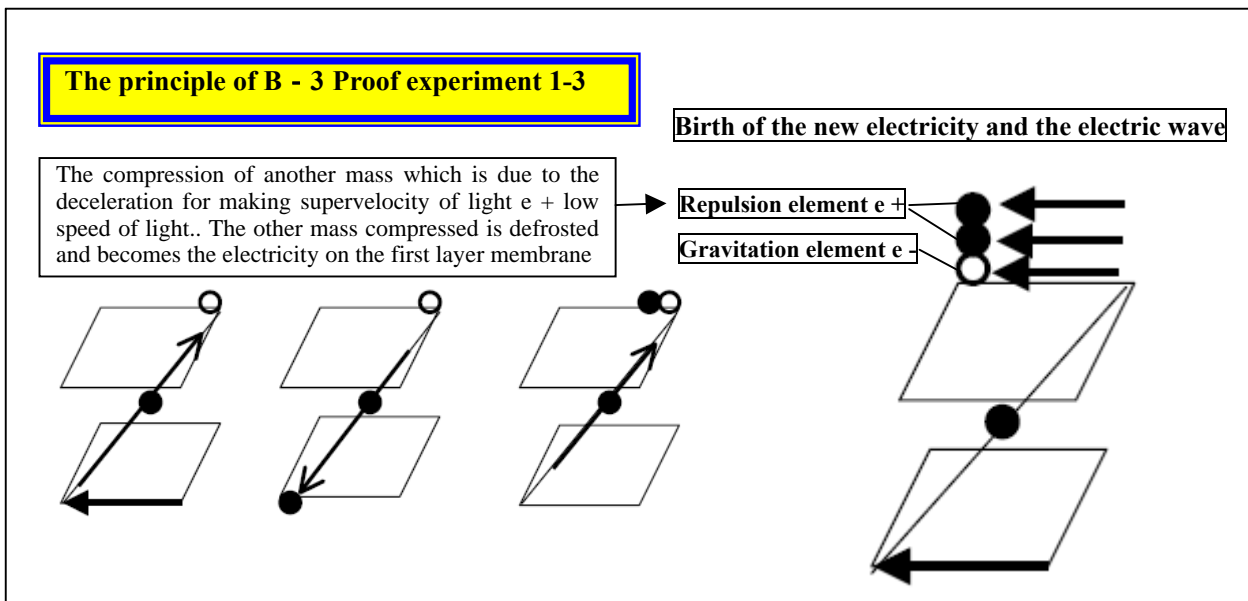 The principle of B - 3 Proof experiment 1-3
Birth of the new electricity and the electric wave
The compression of another mass which is due to the
deceleration for making supervelocity of light e + low
speed of light.. The other mass compressed is defrosted
and becomes the electricity on the first layer membrane
Repulsion element e +
Gravitation element e -